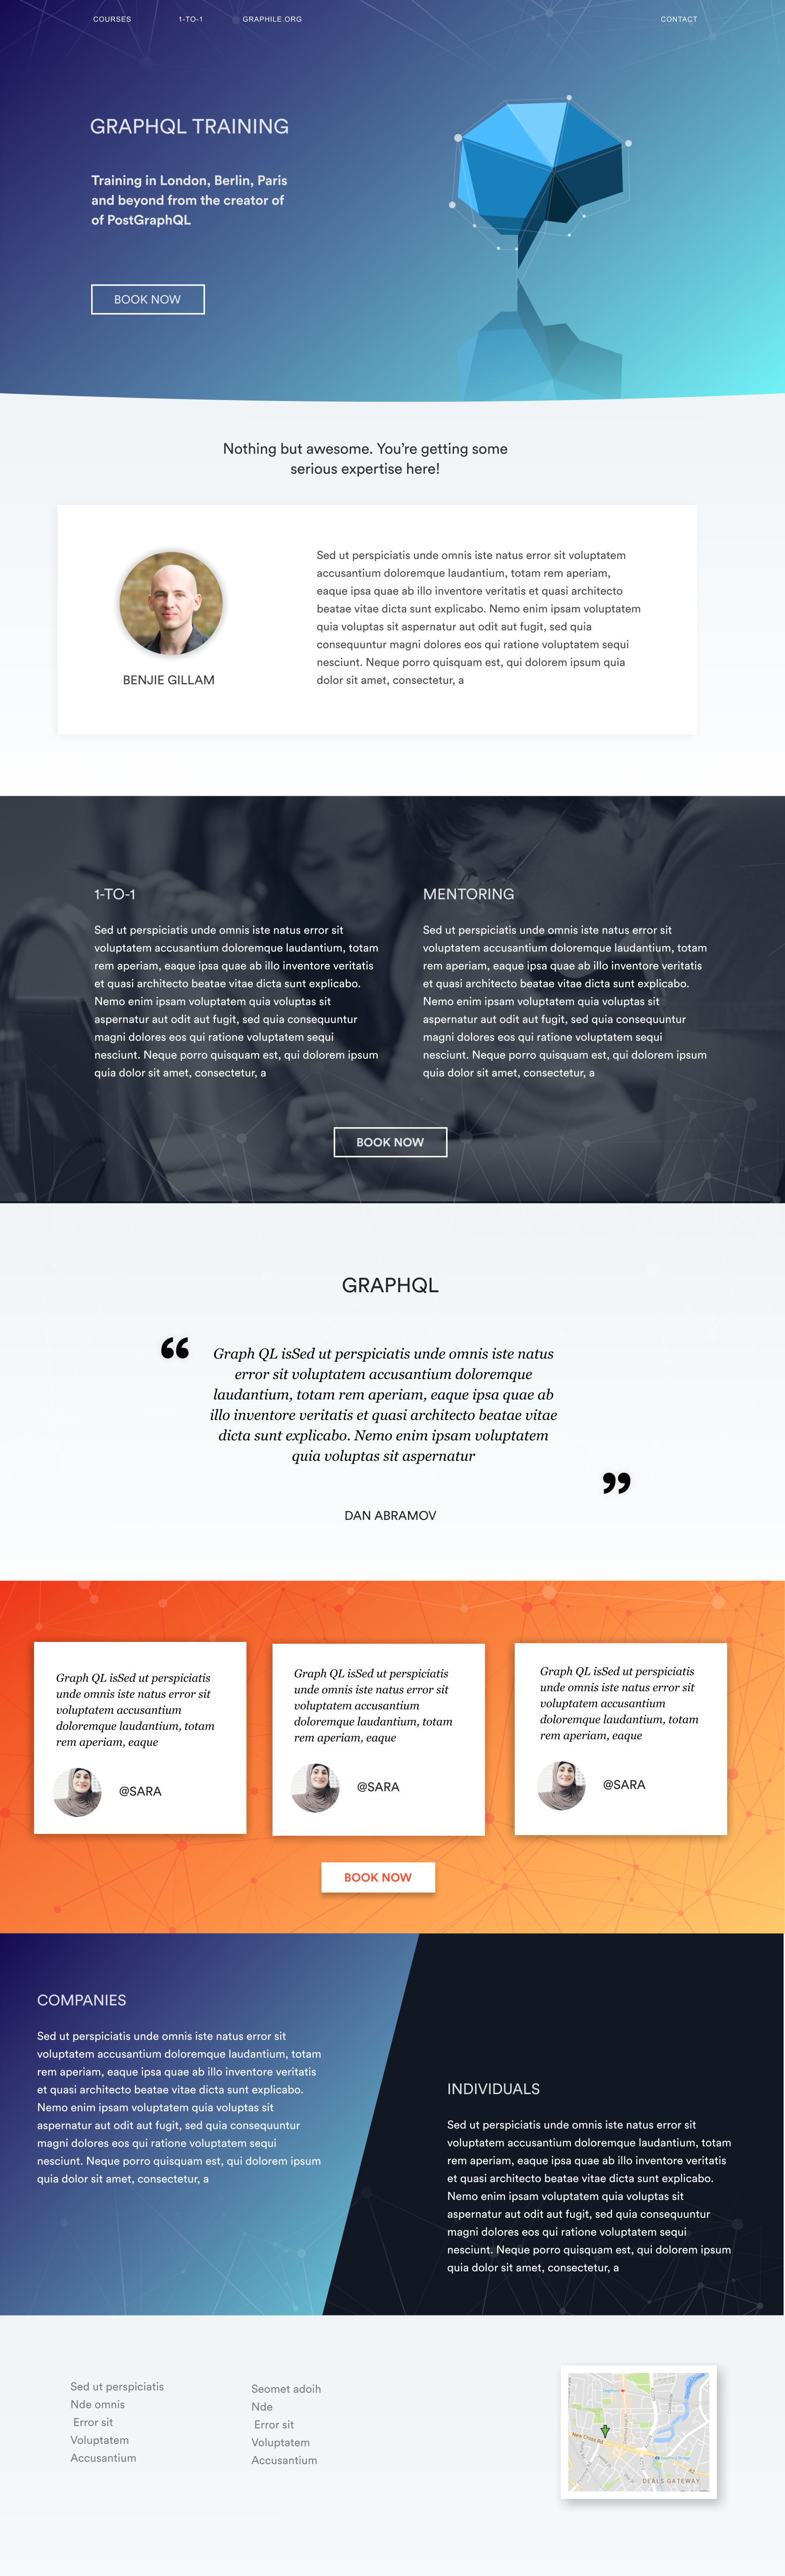 COURSES
1-TO-1
GRAPHILE.ORG
CONTACT
GRAPHQL TRAINING
Training in London, Berlin, Paris
and beyond from the creator of
of PostGraphQL
BOOK NOW
Nothing but awesome. You’re getting some
serious expertise here!
BENJIE GILLAM
Sed ut perspiciatis unde omnis iste natus error sit voluptatem
accusantium doloremque laudantium, totam rem aperiam,
eaque ipsa quae ab illo inventore veritatis et quasi architecto
beatae vitae dicta sunt explicabo. Nemo enim ipsam voluptatem
quia voluptas sit aspernatur aut odit aut fugit, sed quia
consequuntur magni dolores eos qui ratione voluptatem sequi
nesciunt. Neque porro quisquam est, qui dolorem ipsum quia
dolor sit amet, consectetur, a
1-TO-1
Sed ut perspiciatis unde omnis iste natus error sit
voluptatem accusantium doloremque laudantium, totam
rem aperiam, eaque ipsa quae ab illo inventore veritatis
et quasi architecto beatae vitae dicta sunt explicabo.
Nemo enim ipsam voluptatem quia voluptas sit
aspernatur aut odit aut fugit, sed quia consequuntur
magni dolores eos qui ratione voluptatem sequi
nesciunt. Neque porro quisquam est, qui dolorem ipsum
quia dolor sit amet, consectetur, a
MENTORING
Sed ut perspiciatis unde omnis iste natus error sit
voluptatem accusantium doloremque laudantium, totam
rem aperiam, eaque ipsa quae ab illo inventore veritatis
et quasi architecto beatae vitae dicta sunt explicabo.
Nemo enim ipsam voluptatem quia voluptas sit
aspernatur aut odit aut fugit, sed quia consequuntur
magni dolores eos qui ratione voluptatem sequi
nesciunt. Neque porro quisquam est, qui dolorem ipsum
quia dolor sit amet, consectetur, a
BOOK NOW
GRAPHQL
“
Graph QL isSed ut perspiciatis unde omnis iste natus
error sit voluptatem accusantium doloremque
laudantium, totam rem aperiam, eaque ipsa quae ab
illo inventore veritatis et quasi architecto beatae vitae
dicta sunt explicabo. Nemo enim ipsam voluptatem
quia voluptas sit aspernatur
”
DAN ABRAMOV
Graph QL isSed ut perspiciatis
unde omnis iste natus error sit
voluptatem accusantium
doloremque laudantium, totam
rem aperiam, eaque
@SARA
Graph QL isSed ut perspiciatis
unde omnis iste natus error sit
voluptatem accusantium
doloremque laudantium, totam
rem aperiam, eaque
@SARA
Graph QL isSed ut perspiciatis
unde omnis iste natus error sit
voluptatem accusantium
doloremque laudantium, totam
rem aperiam, eaque
@SARA
BOOK NOW
COMPANIES
Sed ut perspiciatis unde omnis iste natus error sit
voluptatem accusantium doloremque laudantium, totam
rem aperiam, eaque ipsa quae ab illo inventore veritatis
et quasi architecto beatae vitae dicta sunt explicabo.
Nemo enim ipsam voluptatem quia voluptas sit
aspernatur aut odit aut fugit, sed quia consequuntur
magni dolores eos qui ratione voluptatem sequi
nesciunt. Neque porro quisquam est, qui dolorem ipsum
quia dolor sit amet, consectetur, a
INDIVIDUALS
Sed ut perspiciatis unde omnis iste natus error sit
voluptatem accusantium doloremque laudantium, totam
rem aperiam, eaque ipsa quae ab illo inventore veritatis
et quasi architecto beatae vitae dicta sunt explicabo.
Nemo enim ipsam voluptatem quia voluptas sit
aspernatur aut odit aut fugit, sed quia consequuntur
magni dolores eos qui ratione voluptatem sequi
nesciunt. Neque porro quisquam est, qui dolorem ipsum
quia dolor sit amet, consectetur, a
Sed ut perspiciatis
Nde omnis
Error sit
Voluptatem
Accusantium
Seomet adoih
Nde
Error sit
Voluptatem
Accusantium
New Cross Rd
Deptford Bridge
A2
DEALS GATEWAY